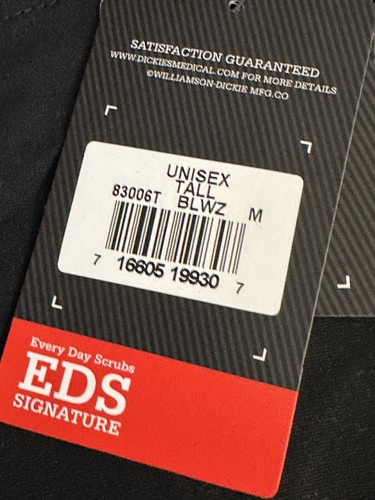 SATISFACTION GUARANTEED
WWW.DICKIESMEDICAL.COM FOR MORE DETAILS
©WILLIAMSON-DICKIE MFG.CO
UNISEX
TALL
83006T BLWZ M
7 16605 19930 7
Every Day Scrubs
EDS
SIGNATURE